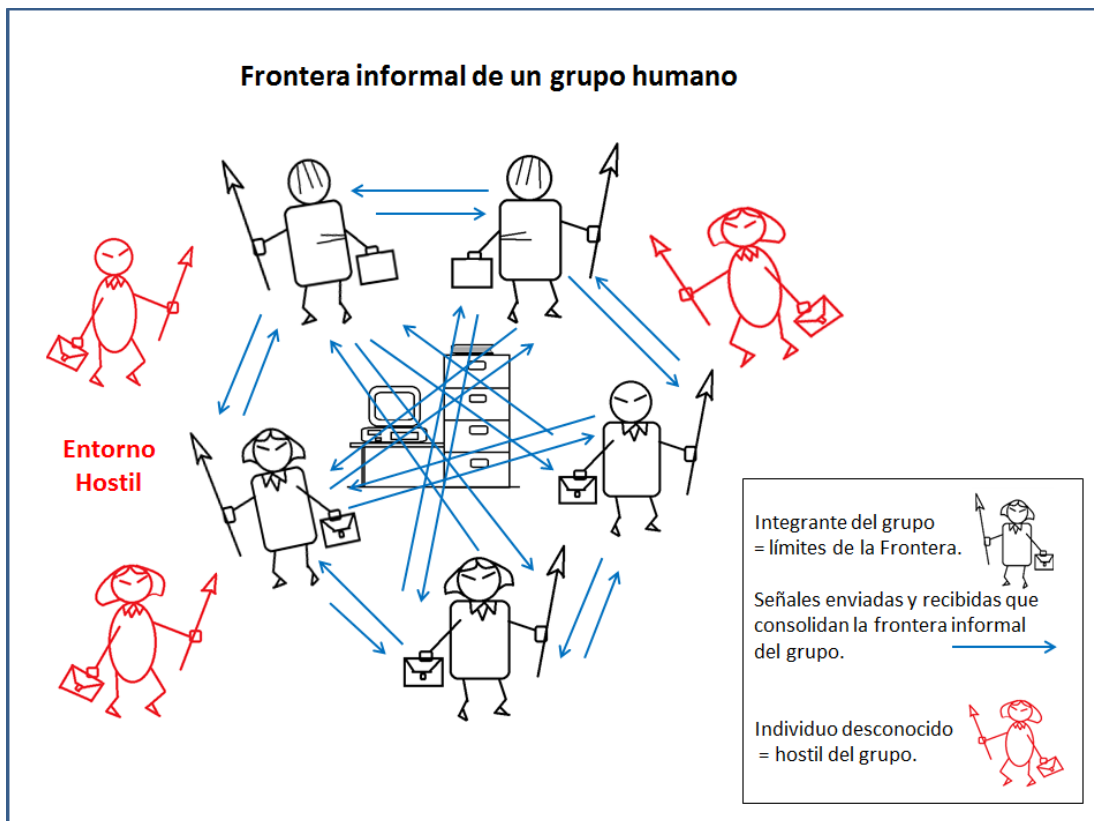 Frontera informal de un grupo humano
Entorno
Hostil
Integrante del grupo
= límites de la Frontera.
Señales enviadas y recibidas que
consolidan la frontera informal
del grupo.
Individuo desconocido
= hostil del grupo.